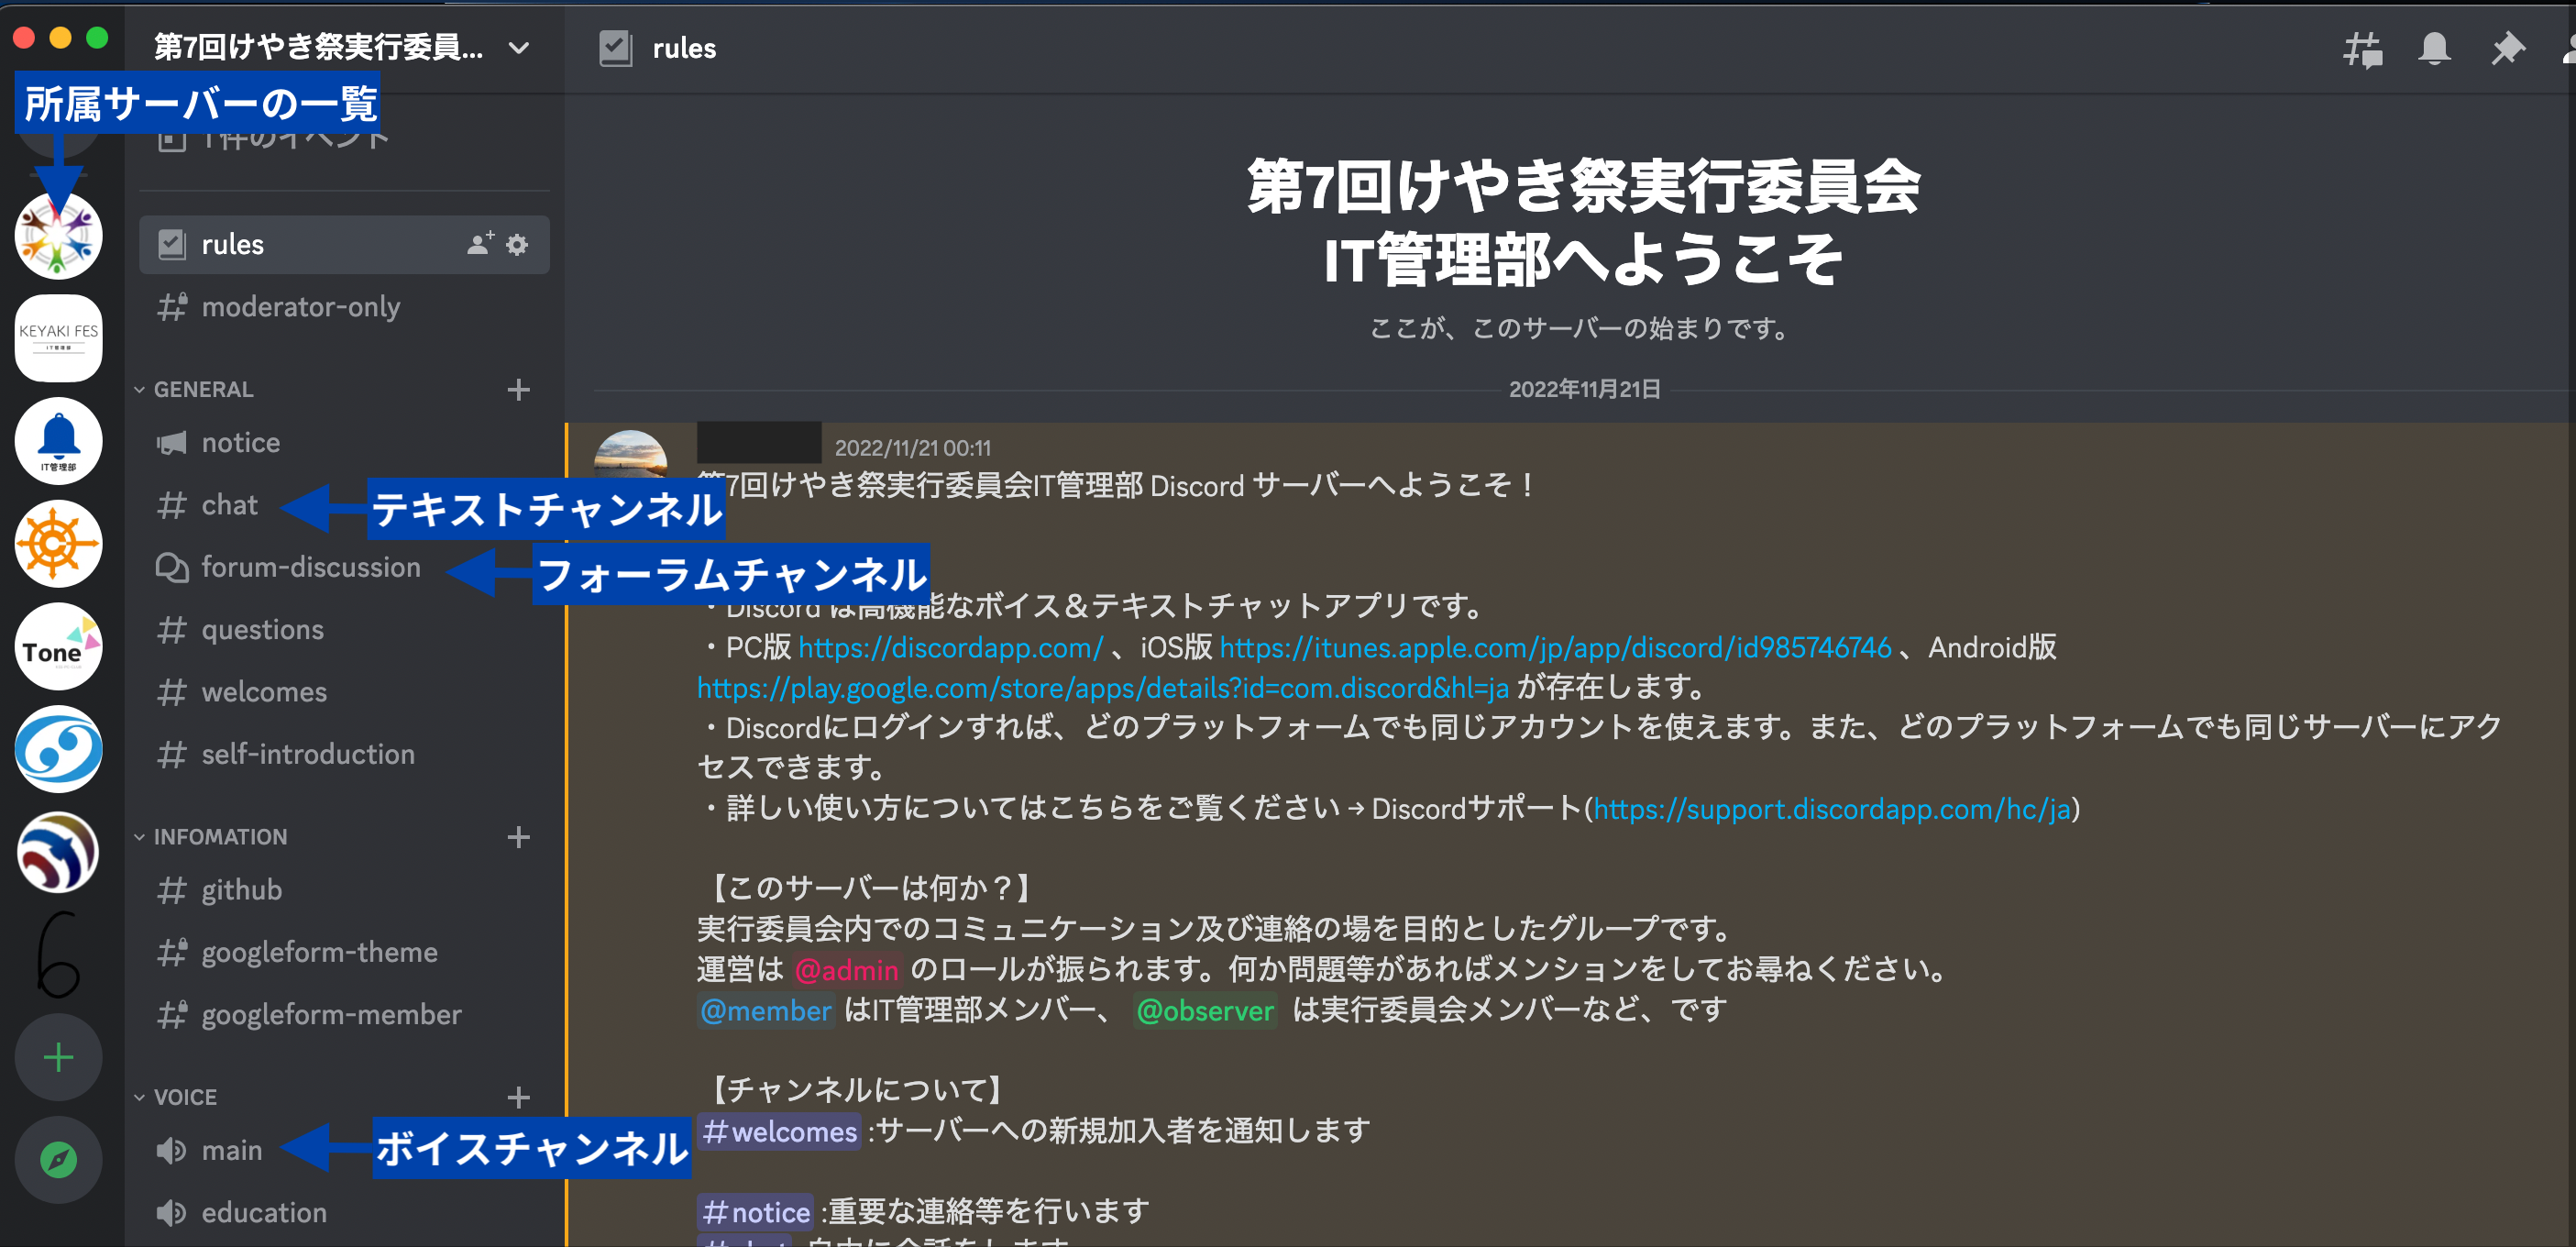 第7回けやき祭実行委員...
所属サーバーの一覧
1件のイベント
rules
moderator-only
GENERAL
notice
chat
テキストチャンネル
forum-discussion
フォーラムチャンネル
questions
welcomes
self-introduction
INFOMATION
github
googleform-theme
googleform-member
VOICE
main
ボイスチャンネル
education
KEYAKI FES
IT管理部
IT管理部
Tone
6
rules
第7回けやき祭実行委員会
IT管理部へようこそ
ここが、このサーバーの始まりです。
2022年11月21日
2022/11/21 00:11
第7回けやき祭実行委員会IT管理部 Discord サーバーへようこそ！
・Discord は高機能なボイス＆テキストチャットアプリです。
・PC版 https://discordapp.com/ 、iOS版 https://itunes.apple.com/jp/app/discord/id985746746 、Android版
https://play.google.com/store/apps/details?id=com.discord&hl=ja が存在します。
・Discordにログインすれば、どのプラットフォームでも同じアカウントを使えます。また、どのプラットフォームでも同じサーバーにアク
セスできます。
・詳しい使い方についてはこちらをご覧ください → Discordサポート(https://support.discordapp.com/hc/ja)
【このサーバーは何か？】
実行委員会内でのコミュニケーション及び連絡の場を目的としたグループです。
運営は @admin のロールが振られます。何か問題等があればメンションをしてお尋ねください。
@member はIT管理部メンバー、 @observer は実行委員会メンバーなど、です
【チャンネルについて】
#welcomes :サーバーへの新規加入者を通知します
#notice :重要な連絡等を行います